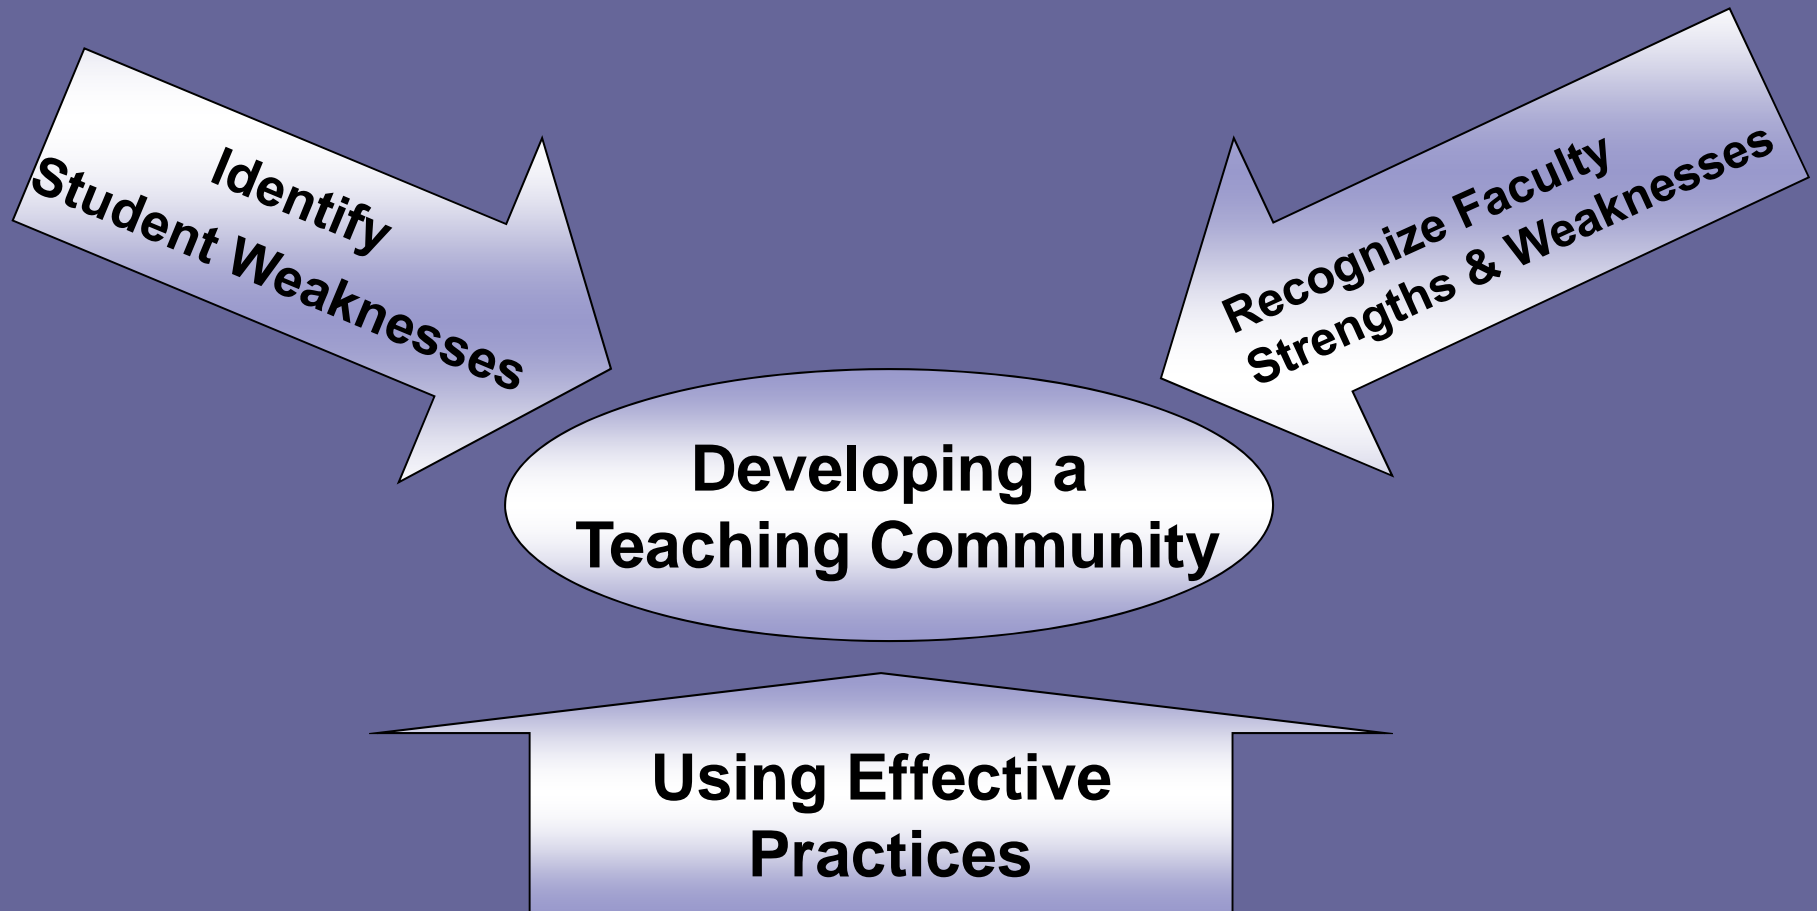 Identify
Student Weaknesses
Recognize Faculty
Strengths & Weaknesses
Developing a
Teaching Community
Using Effective
Practices